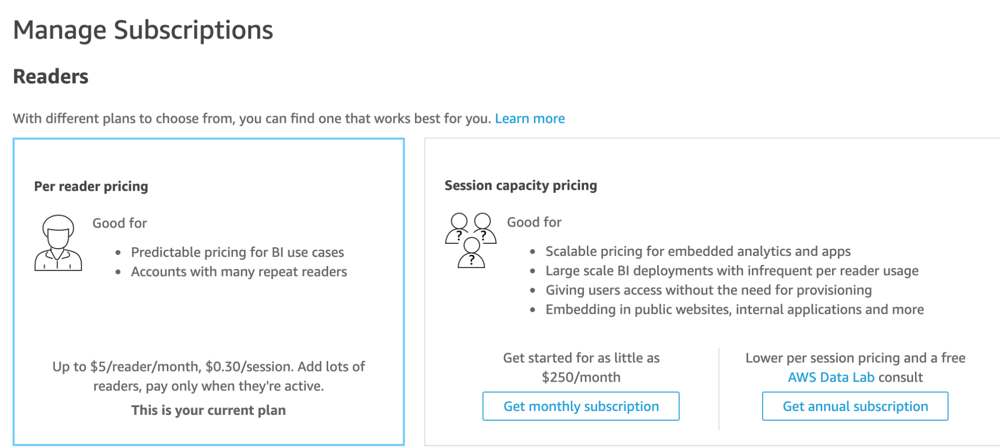 Manage Subscriptions
Readers
With different plans to choose from, you can find one that works best for you. Learn more
Per reader pricing
Good for
• Predictable pricing for BI use cases
• Accounts with many repeat readers
Up to $5/reader/month, $0.30/session. Add lots of
readers, pay only when they're active.
This is your current plan
Session capacity pricing
? ?
?
Good for
• Scalable pricing for embedded analytics and apps
• Large scale BI deployments with infrequent per reader usage
• Giving users access without the need for provisioning
• Embedding in public websites, internal applications and more
Get started for as little as
$250/month
Get monthly subscription
Lower per session pricing and a free
AWS Data Lab consult
Get annual subscription